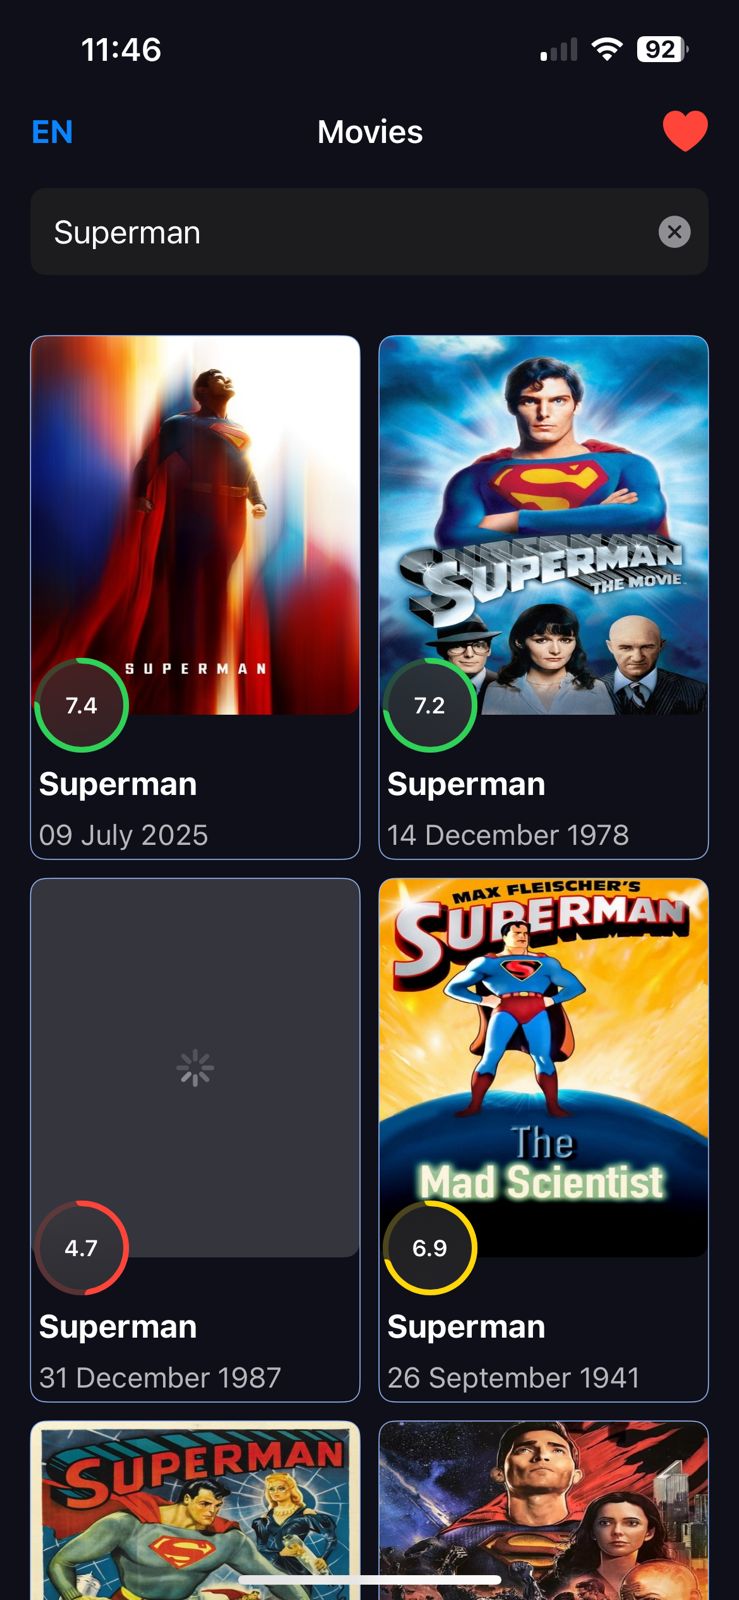 11:46
92
EN
Movies
Superman
SUPERMAN
7.4
Superman
09 July 2025
SUPERMAN
THE MOVIE
7.2
Superman
14 December 1978
4.7
Superman
31 December 1987
MAX FLEISCHER'S
SUPERMAN
The
Mad Scientist
6.9
Superman
26 September 1941
SUPERMAN